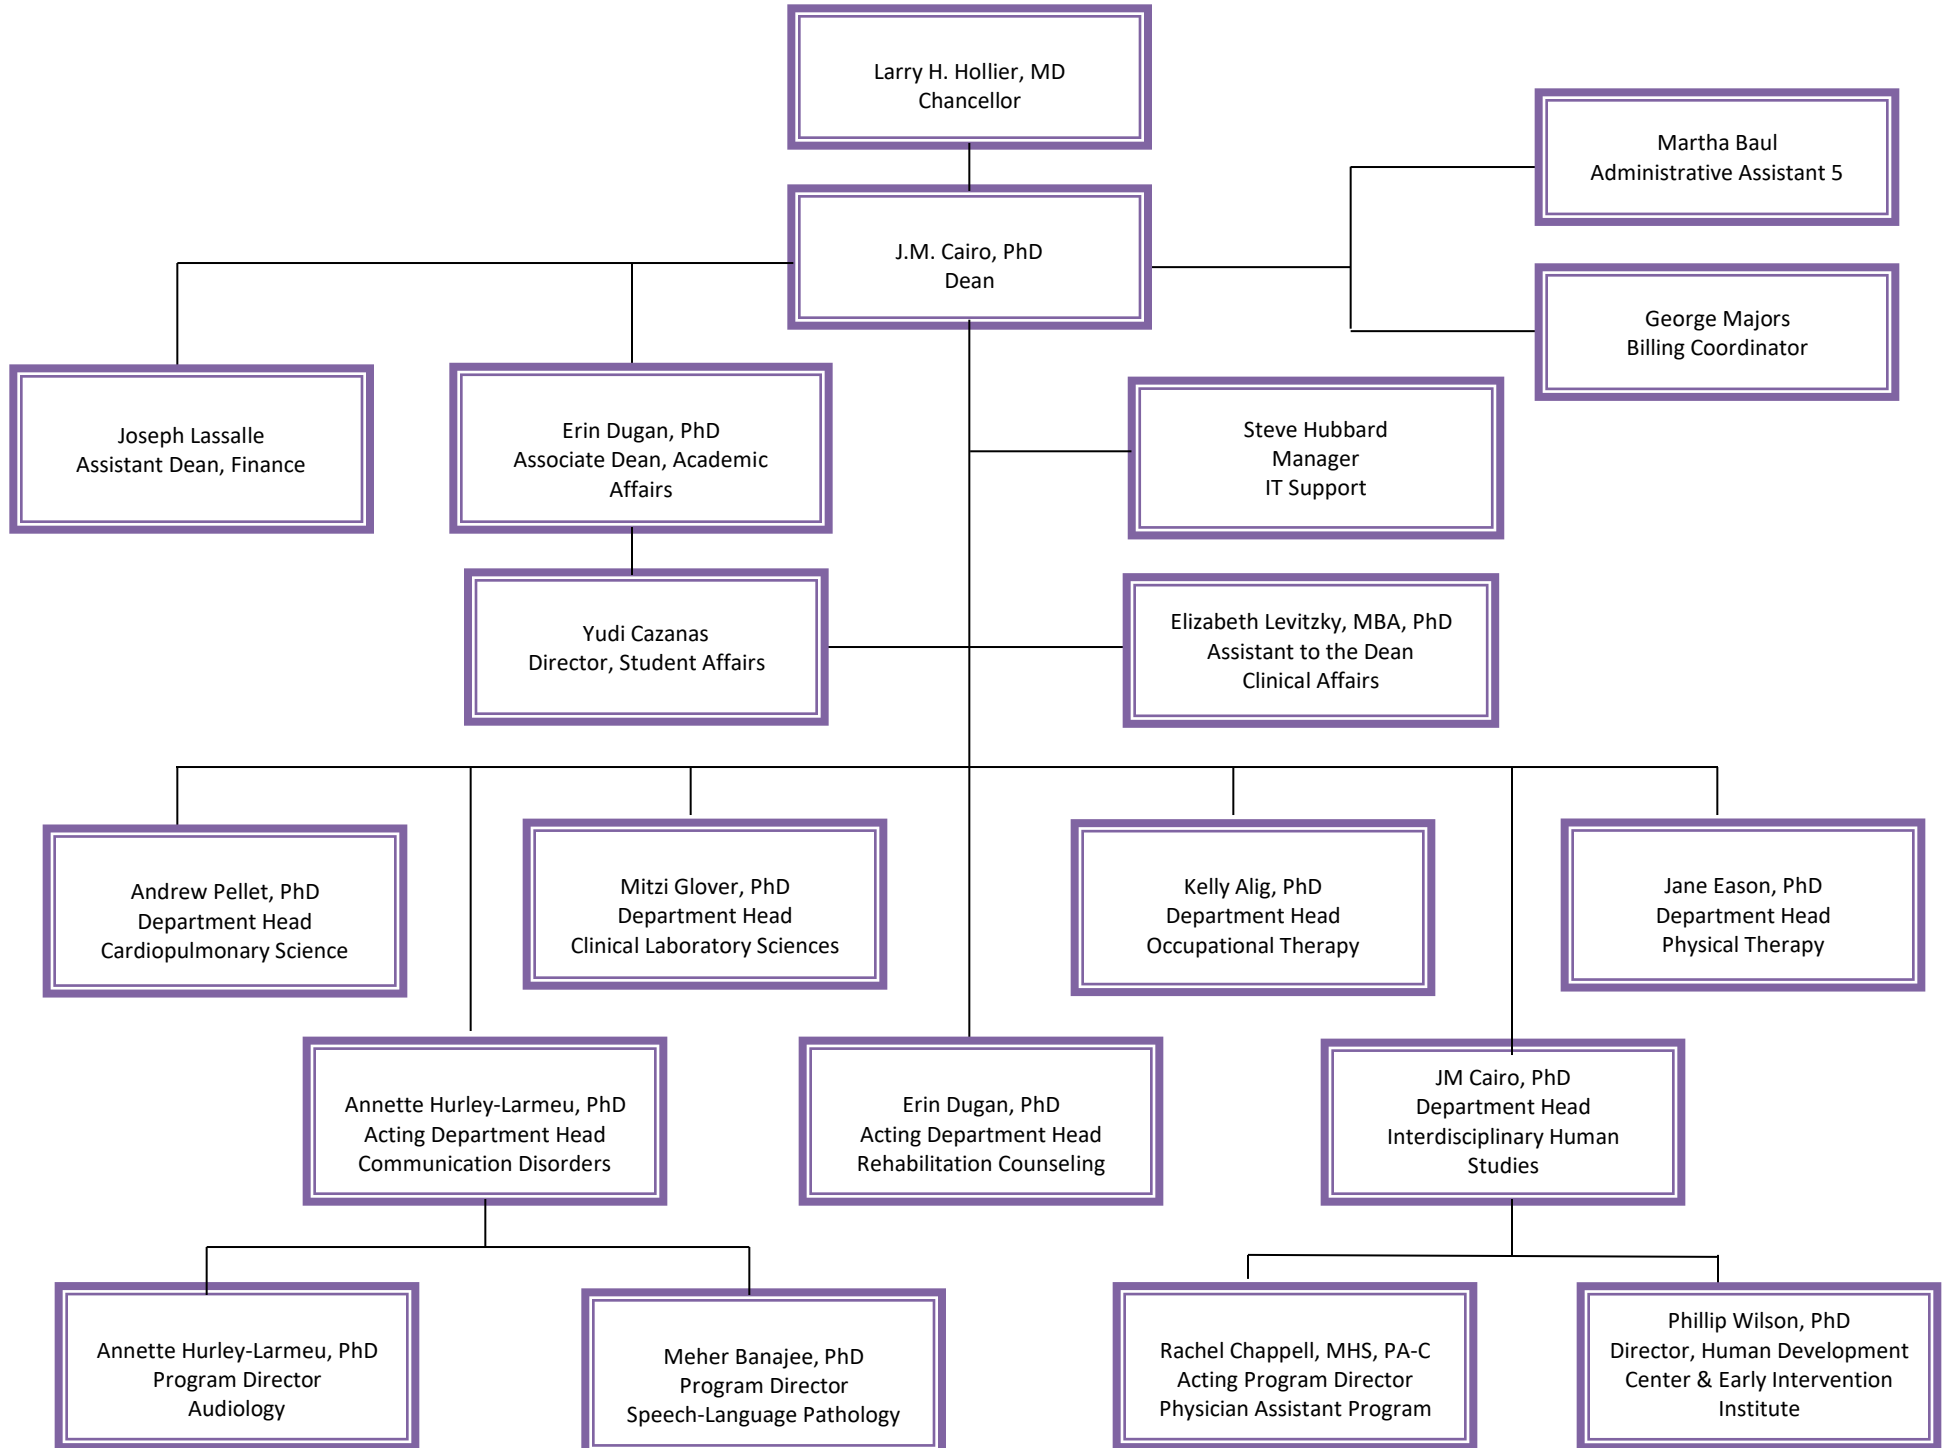 Larry H. Hollier, MD
Chancellor
Martha Baul
Administrative Assistant 5
J.M. Cairo, PhD
Dean
George Majors
Billing Coordinator
Joseph Lassalle
Assistant Dean, Finance
Erin Dugan, PhD
Associate Dean, Academic
Affairs
Steve Hubbard
Manager
IT Support
Yudi Cazanas
Director, Student Affairs
Elizabeth Levitzky, MBA, PhD
Assistant to the Dean
Clinical Affairs
Andrew Pellet, PhD
Department Head
Cardiopulmonary Science
Mitzi Glover, PhD
Department Head
Clinical Laboratory Sciences
Kelly Alig, PhD
Department Head
Occupational Therapy
Jane Eason, PhD
Department Head
Physical Therapy
Annette Hurley-Larmeu, PhD
Acting Department Head
Communication Disorders
Erin Dugan, PhD
Acting Department Head
Rehabilitation Counseling
JM Cairo, PhD
Department Head
Interdisciplinary Human
Studies
Annette Hurley-Larmeu, PhD
Program Director
Audiology
Meher Banajee, PhD
Program Director
Speech-Language Pathology
Rachel Chappell, MHS, PA-C
Acting Program Director
Physician Assistant Program
Phillip Wilson, PhD
Director, Human Development
Center & Early Intervention
Institute